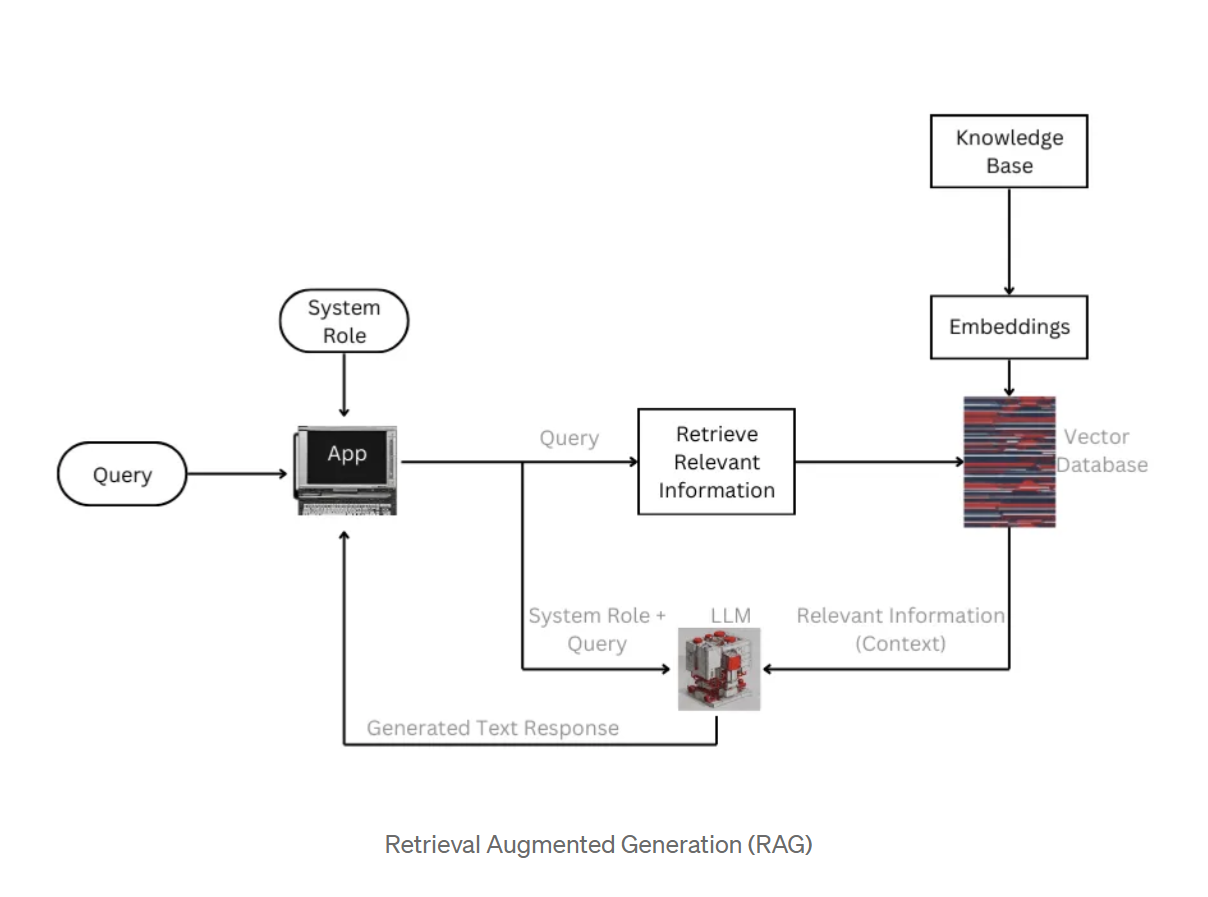 Knowledge
Base
System
Role
Embeddings
Query
App
Query
Retrieve
Relevant
Information
Vector
Database
System Role +
Query
LLM
Relevant Information
(Context)
Generated Text Response
Retrieval Augmented Generation (RAG)